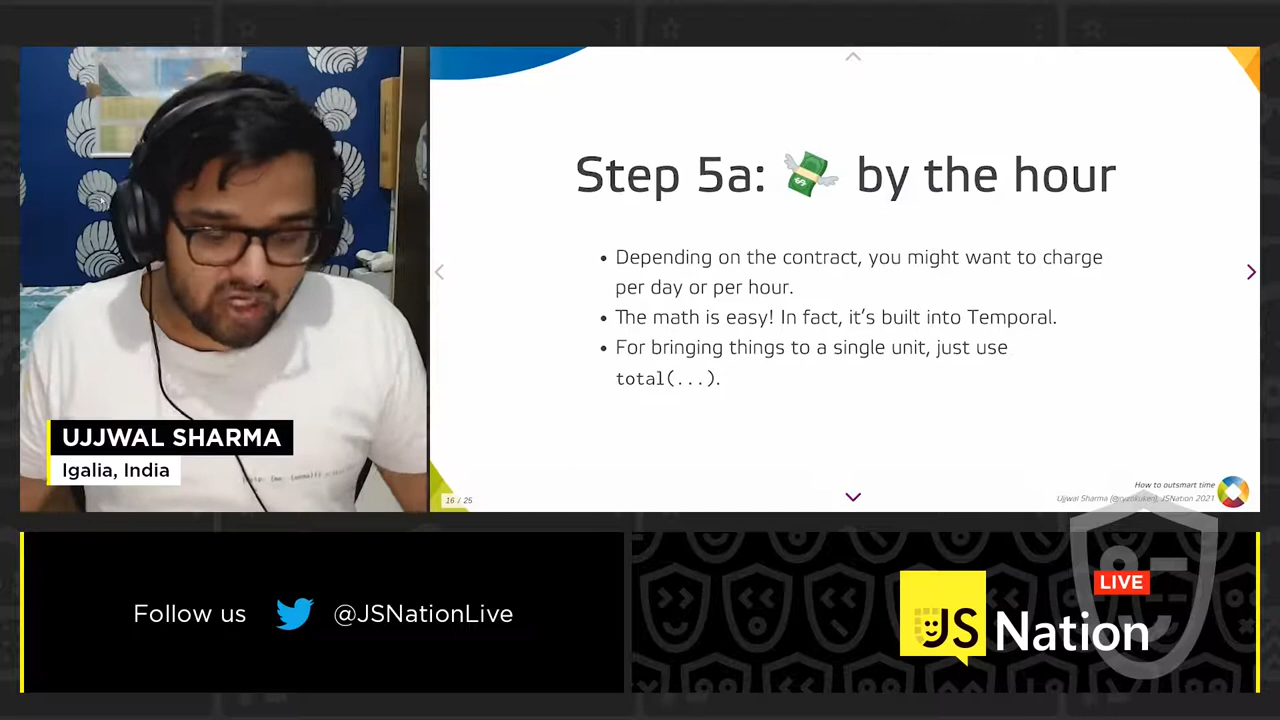 Step 5a: 💸 by the hour
• Depending on the contract, you might want to charge
per day or per hour.
• The math is easy! In fact, it’s built into Temporal.
• For bringing things to a single unit, just use
total(...).
UJJWAL SHARMA
Igalia, India
16 / 25
How to outsmart time
JSNation 2021
Ujjwal Sharma
Follow us @JSNationLive
LIVE
JS Nation